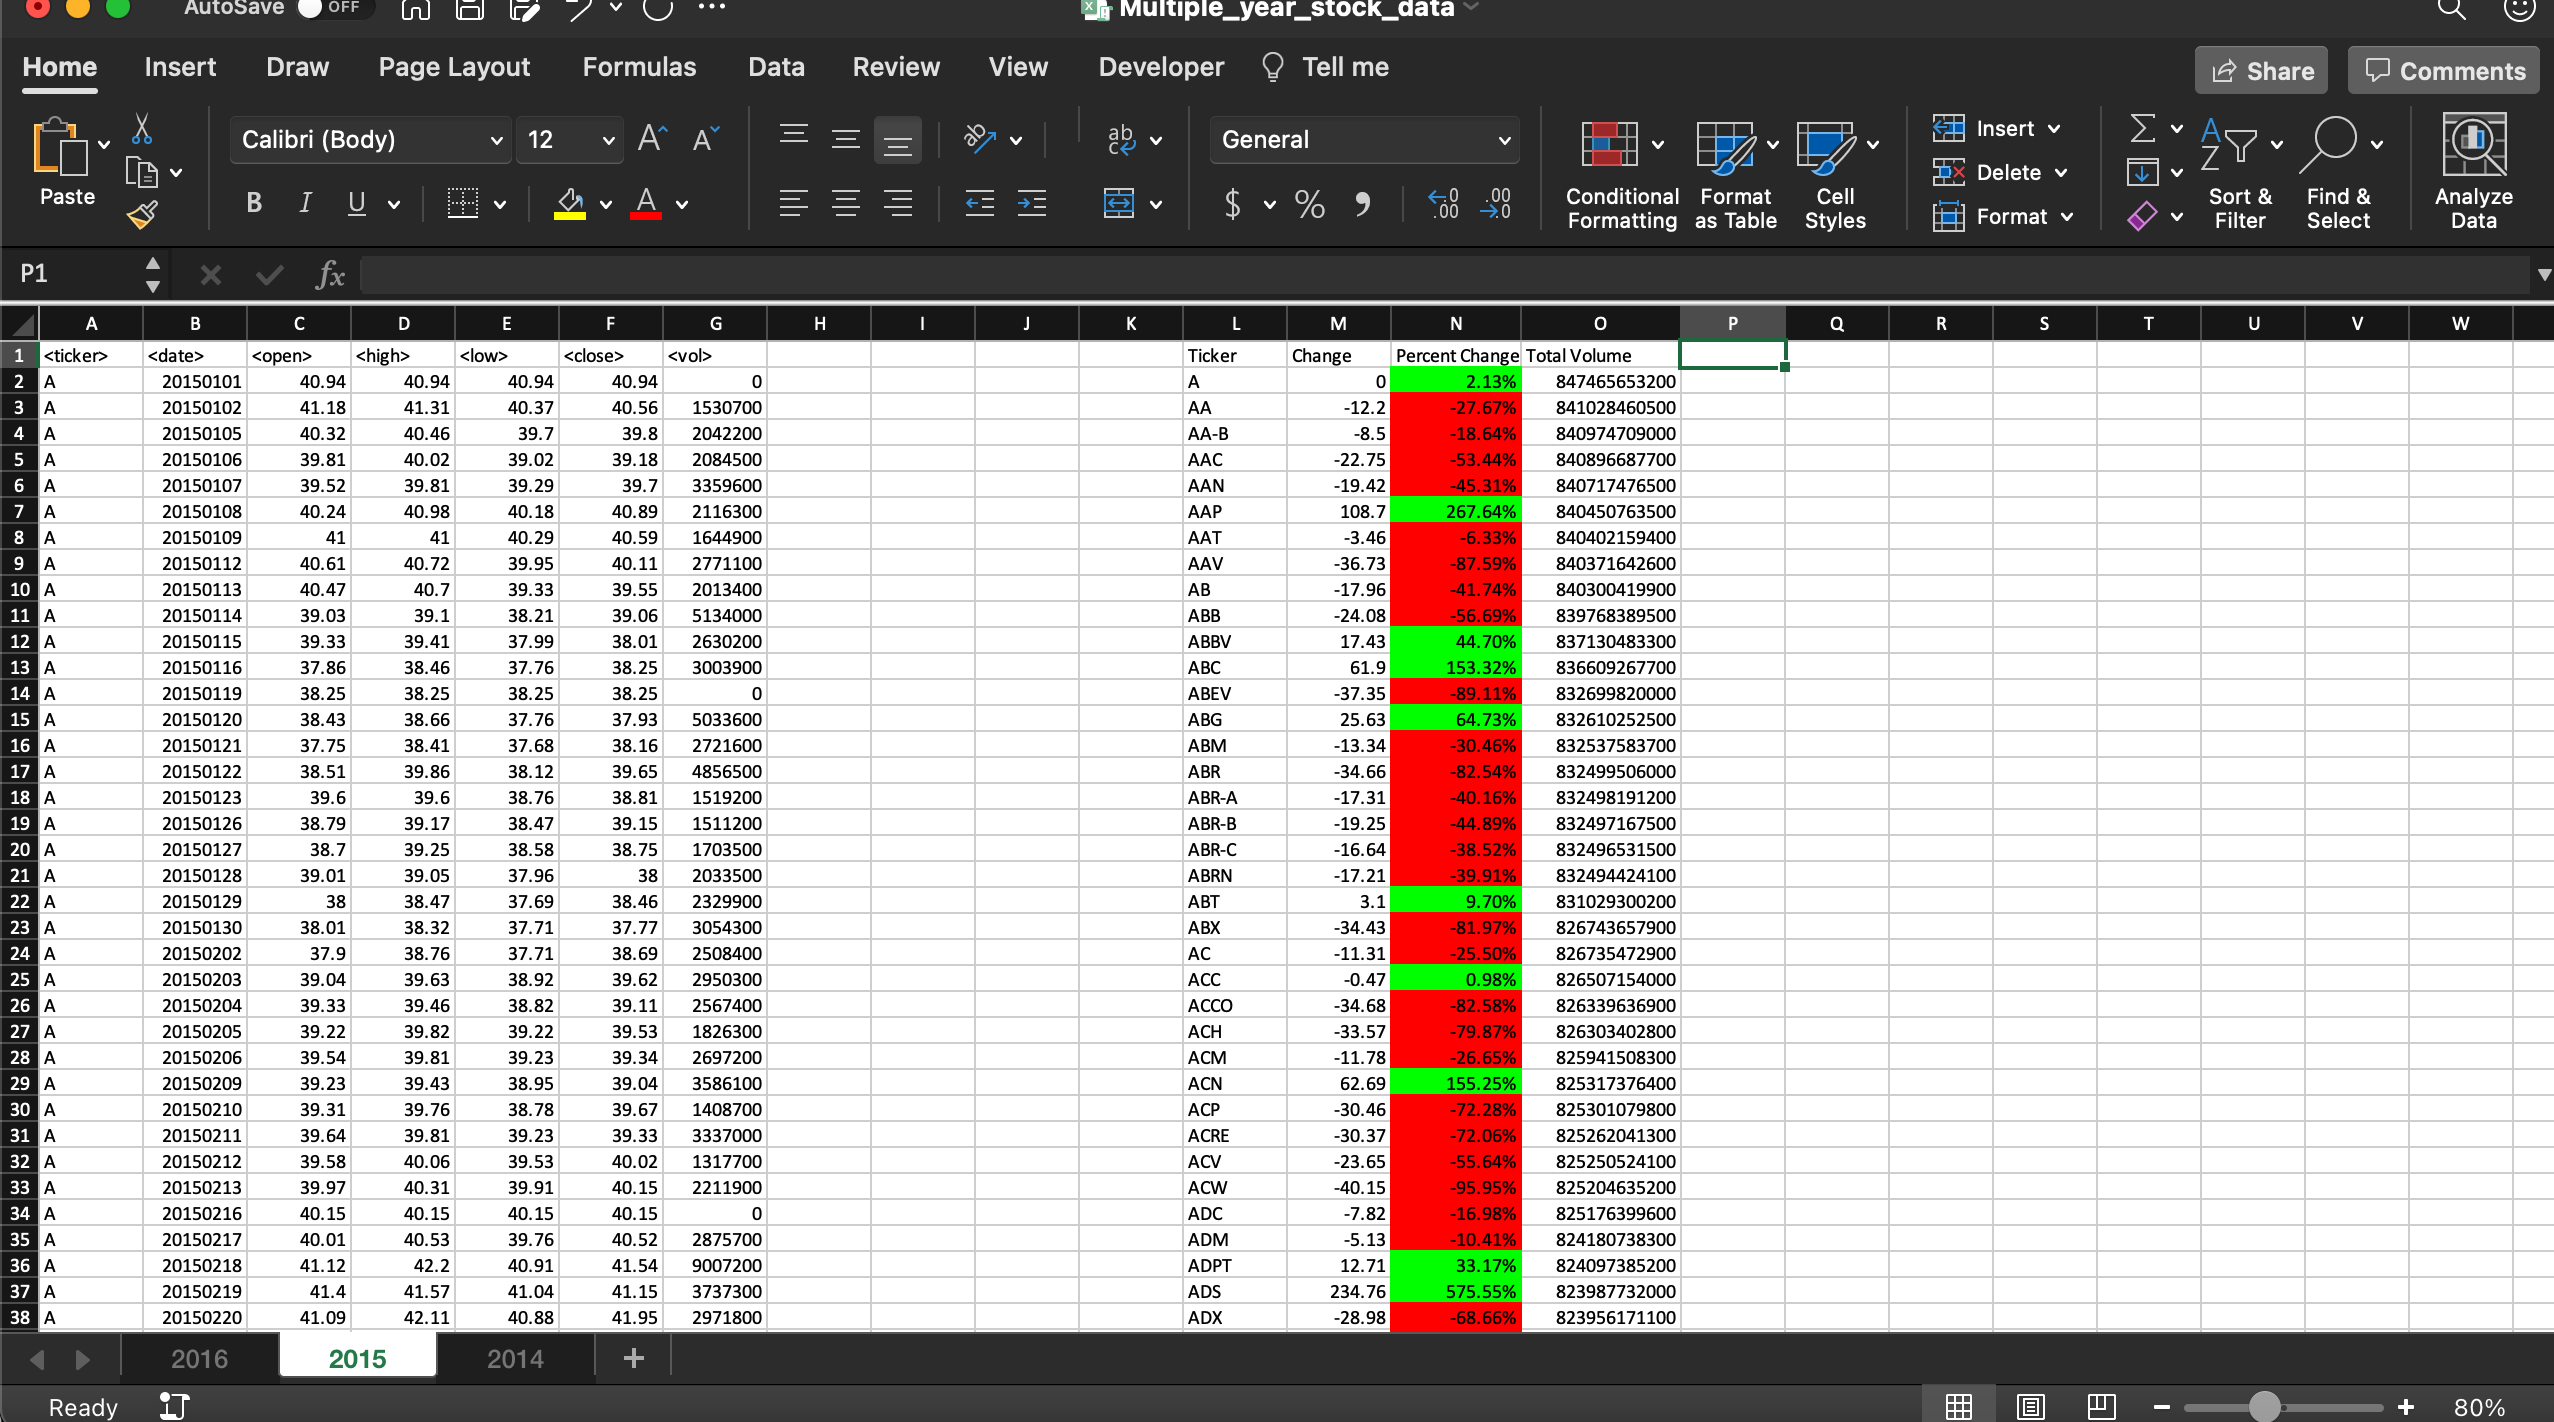 AutoSave OFF Multiple_year_stock_data
Home Insert Draw Page Layout Formulas Data Review View Developer Tell me Share Comments
Paste Calibri (Body) 12 General Conditional Formatting Format as Table Cell Styles Insert Delete Format Sort & Filter Find & Select Analyze Data
P1 fx
A B C D E F G H I J K L M N O P Q R S T U V W
1 <ticker> <date> <open> <high> <low> <close> <vol> Ticker Change Percent Change Total Volume
2 A 20150101 40.94 40.94 40.94 40.94 0 A 0 2.13% 847465653200
3 A 20150102 41.18 41.31 40.37 40.56 1530700 AA -12.2 -27.67% 841028460500
4 A 20150105 40.32 40.46 39.7 39.8 2042200 AA-B -8.5 -18.64% 840974709000
5 A 20150106 39.81 40.02 39.02 39.18 2084500 AAC -22.75 -53.44% 840896687700
6 A 20150107 39.52 39.81 39.29 39.7 3359600 AAN -19.42 -45.31% 840717476500
7 A 20150108 40.24 40.98 40.18 40.89 2116300 AAP 108.7 267.64% 840450763500
8 A 20150109 41 41 40.29 40.59 1644900 AAT -3.46 -6.33% 840402159400
9 A 20150112 40.61 40.72 39.95 40.11 2771100 AAV -36.73 -87.59% 840371642600
10 A 20150113 40.47 40.7 39.33 39.55 2013400 AB -17.96 -41.74% 840300419900
11 A 20150114 39.03 39.1 38.21 39.06 5134000 ABB -24.08 -56.69% 839768389500
12 A 20150115 39.33 39.41 37.99 38.01 2630200 ABBV 17.43 44.70% 837130483300
13 A 20150116 37.86 38.46 37.76 38.25 3003900 ABC 61.9 153.32% 836609267700
14 A 20150119 38.25 38.25 38.25 38.25 0 ABEV -37.35 -89.11% 832699820000
15 A 20150120 38.43 38.66 37.76 37.93 5033600 ABG 25.63 64.73% 832610252500
16 A 20150121 37.75 38.41 37.68 38.16 2721600 ABM -13.34 -30.46% 832537583700
17 A 20150122 38.51 39.86 38.12 39.65 4856500 ABR -34.66 -82.54% 832499506000
18 A 20150123 39.6 39.6 38.76 38.81 1519200 ABR-A -17.31 -40.16% 832498191200
19 A 20150126 38.79 39.17 38.47 39.15 1511200 ABR-B -19.25 -44.89% 832497167500
20 A 20150127 38.7 39.25 38.58 38.75 1703500 ABR-C -16.64 -38.52% 832496531500
21 A 20150128 39.01 39.05 37.96 38 2033500 ABRN -17.21 -39.91% 832494424100
22 A 20150129 38 38.47 37.69 38.46 2329900 ABT 3.1 9.70% 831029300200
23 A 20150130 38.01 38.32 37.71 37.77 3054300 ABX -34.43 -81.97% 826743657900
24 A 20150202 37.9 38.76 37.71 38.69 2508400 AC -11.31 -25.50% 826735472900
25 A 20150203 39.04 39.63 38.92 39.62 2950300 ACC -0.47 0.98% 826507154000
26 A 20150204 39.33 39.46 38.82 39.11 2567400 ACCO -34.68 -82.58% 826339636900
27 A 20150205 39.22 39.82 39.22 39.53 1826300 ACH -33.57 -79.87% 826303402800
28 A 20150206 39.54 39.81 39.23 39.34 2697200 ACM -11.78 -26.65% 825941508300
29 A 20150209 39.23 39.43 38.95 39.04 3586100 ACN 62.69 155.25% 825317376400
30 A 20150210 39.31 39.76 38.78 39.67 1408700 ACP -30.46 -72.28% 825301079800
31 A 20150211 39.64 39.81 39.23 39.33 3337000 ACRE -30.37 -72.06% 825262041300
32 A 20150212 39.58 40.06 39.53 40.02 1317700 ACV -23.65 -55.64% 825250524100
33 A 20150213 39.97 40.31 39.91 40.15 2211900 ACW -40.15 -95.95% 825204635200
34 A 20150216 40.15 40.15 40.15 40.15 0 ADC -7.82 -16.98% 825176399600
35 A 20150217 40.01 40.53 39.76 40.52 2875700 ADM -5.13 -10.41% 824180738300
36 A 20150218 41.12 42.2 40.91 41.54 9007200 ADPT 12.71 33.17% 824097385200
37 A 20150219 41.4 41.57 41.04 41.15 3737300 ADS 234.76 575.55% 823987732000
38 A 20150220 41.09 42.11 40.88 41.95 2971800 ADX -28.98 -68.66% 823956171100
2016 2015 2014
Ready 80%